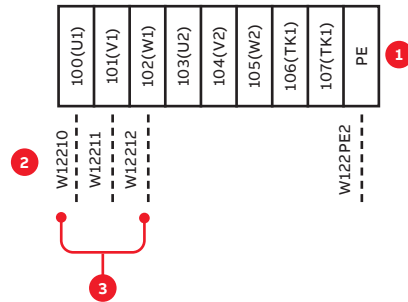 100(U1)
101(V1)
102(W1)
103(U2)
104(V2)
105(W2)
106(TK1)
107(TK1)
PE
1
2
W12210
W12211
W12212
W122PE2
3